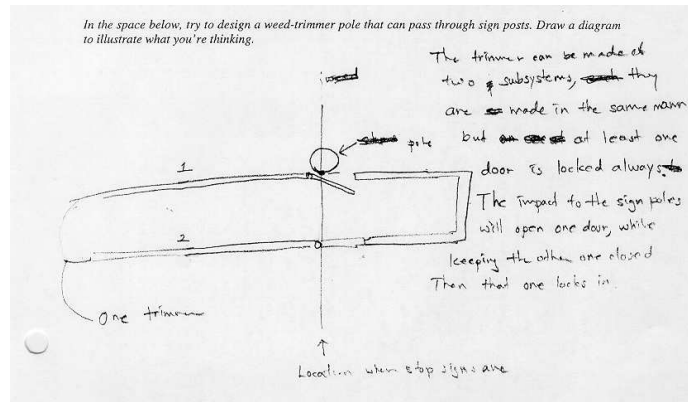 In the space below, try to design a weed-trimmer pole that can pass through sign posts. Draw a diagram
to illustrate what you're thinking.
The trimmer can be made of
two subsystems, they
are made in the same mann
but at least one
pole
door is locked always
1
The impact to the sign poles
will open one door, while
2
keeping the other one closed
Then that one locks in.
One trimmer
Location when stop signs are